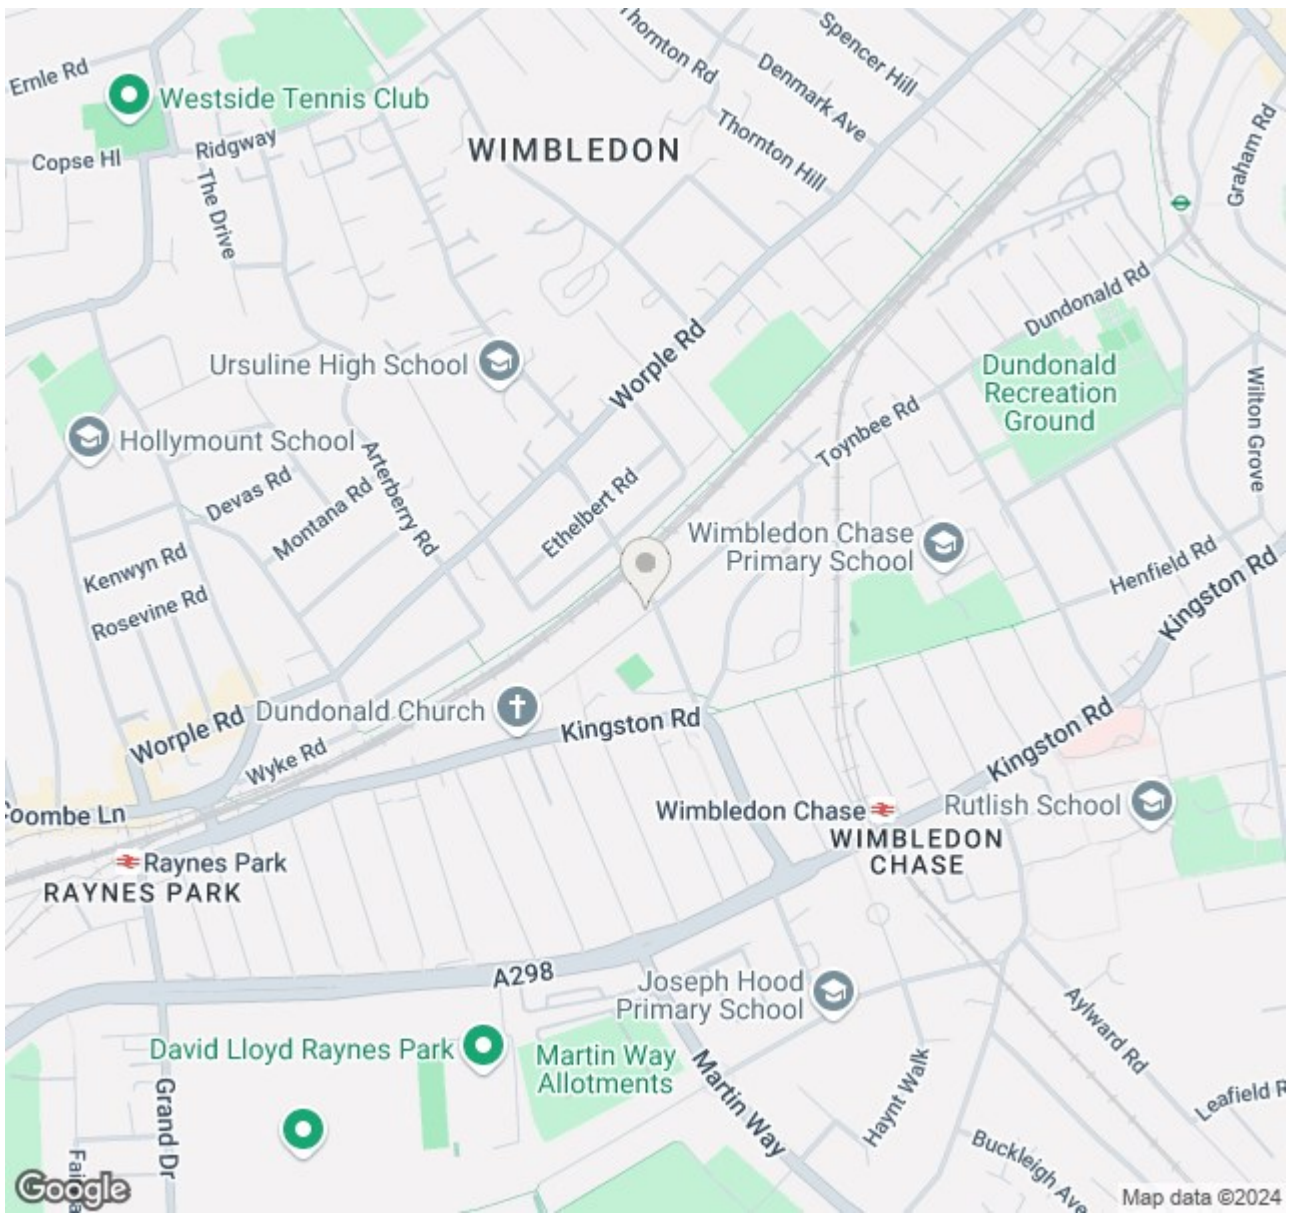 Thornton Rd
Spencer Hill
Ernle Rd
Denmark Ave
Westside Tennis Club
Graham Rd
Thornton Hill
Copse Hl
Ridgway
WIMBLEDON
The Drive
Dundonald Rd
Ursuline High School
Worple Rd
Dundonald
Recreation
Ground
Wilton Grove
Hollymount School
Toynbee Rd
Arterberry Rd
Devas Rd
Montana Rd
Ethelbert Rd
Wimbledon Chase
Primary School
Kenwyn Rd
Henfield Rd
Kingston Rd
Rosevine Rd
Dundonald Church
Kingston Rd
Worple Rd
Wyke Rd
Kingston Rd
Coombe Ln
Wimbledon Chase
Rutlish School
WIMBLEDON
CHASE
Raynes Park
RAYNES PARK
A298
Joseph Hood
Primary School
Aylward Rd
David Lloyd Raynes Park
Martin Way
Allotments
Martin Way
Haynt Walk
Grand Dr
Leafield R
Buckleigh Ave
Google
Map data ©2024